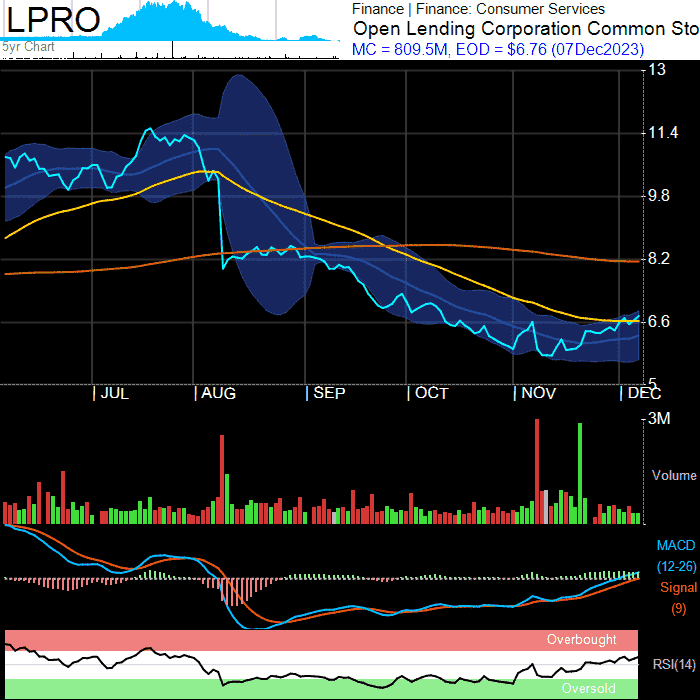 LPRO
5yr Chart
Finance | Finance: Consumer Services
Open Lending Corporation Common Sto
MC = 809.5M, EOD = $6.76 (07Dec2023)
13
11.4
9.8
8.2
6.6
5
JUL AUG SEP OCT NOV DEC
3M
Volume
MACD
(12-26)
Signal
(9)
Overbought
RSI(14)
Oversold